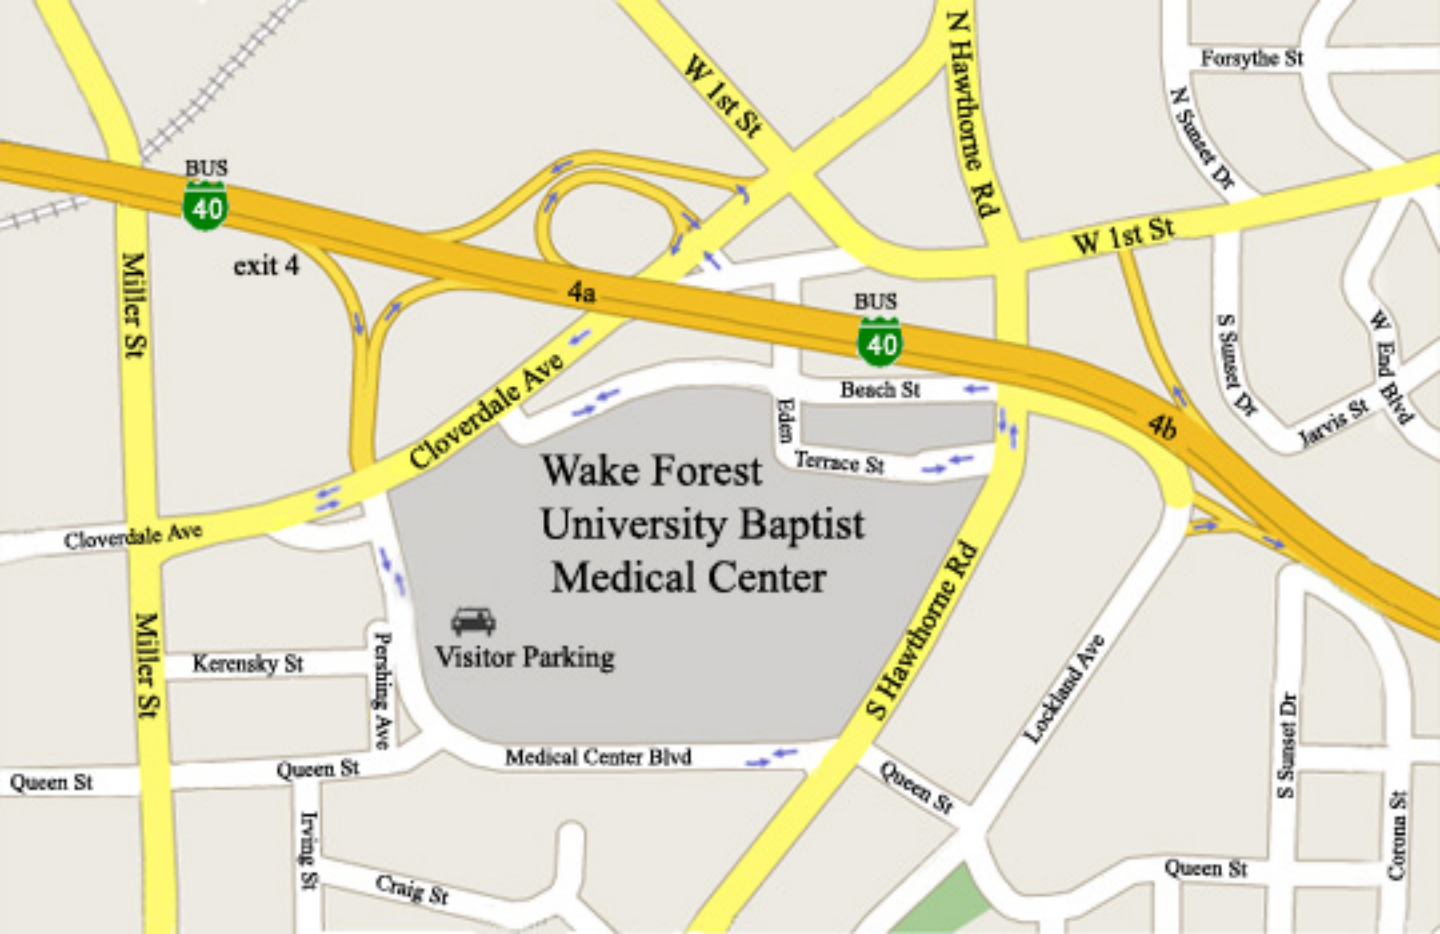 N Hawthorne Rd
W 1st St
Forsythe St
N Sunset Dr
BUS
40
exit 4
Miller St
4a
BUS
40
W 1st St
S Sunset Dr
W End Blvd
Jarvis St
4b
Cloverdale Ave
Beach St
Eden
Terrace St
Cloverdale Ave
Wake Forest
University Baptist
Medical Center
Visitor Parking
S Hawthorne Rd
Lockland Ave
Miller St
Kerensky St
Pershing Ave
Queen St
Queen St
Medical Center Blvd
Queen St
S Sunset Dr
Corona St
Irving St
Craig St
Queen St